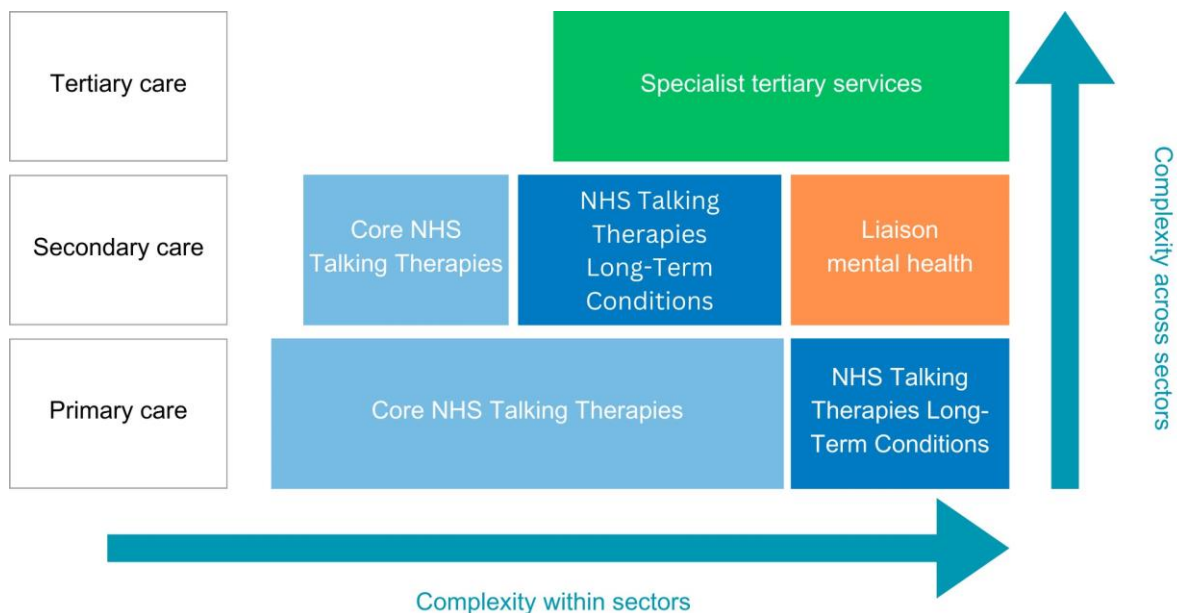 Tertiary care
Specialist tertiary services
Secondary care
Core NHS
Talking Therapies
NHS Talking
Therapies
Long-Term
Conditions
Liaison
mental health
Primary care
Core NHS Talking Therapies
NHS Talking
Therapies Long-
Term Conditions
Complexity across sectors
Complexity within sectors